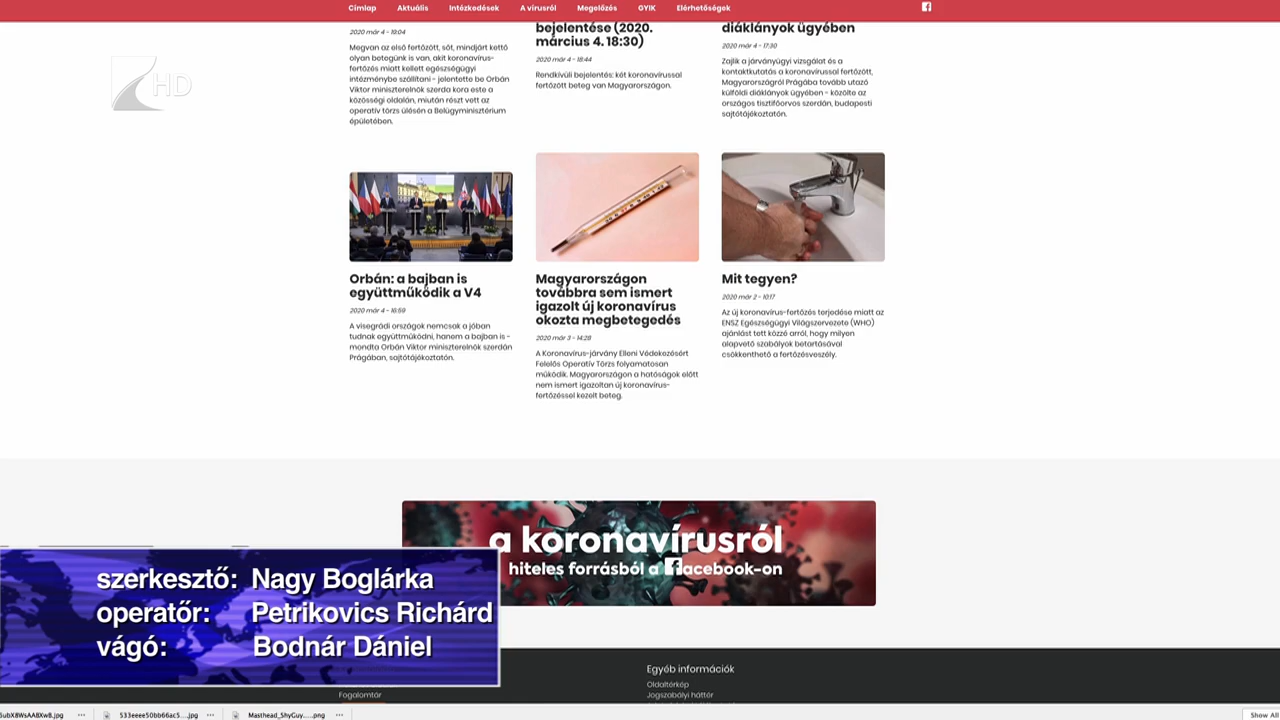 Címlap Aktuális Intézkedések A vírusról Megelőzés GYIK Elérhetőségek
HD
2020 már 4 - 19:04
Megvan az első fertőzött, sőt, mindjárt kettő
olyan betegünk is van, akit koronavírus-
fertőzés miatt kellett egészségügyi
intézménybe szállítani - jelentette be Orbán
Viktor miniszterelnök szerda kora este a
közösségi oldalán, miután részt vett az
operatív törzs ülésén a Belügyminisztérium
épületében.
bejelentése (2020.
március 4. 18:30)
2020 már 4 - 18:44
Rendkívüli bejelentés: két koronavírussal
fertőzött beteg van Magyarországon.
diáklányok ügyében
2020 már 4 - 17:30
Zajlik a járványügyi vizsgálat és a
kontaktkutatás a koronavírussal fertőzött,
Magyarországról Prágába tovább utazó
külföldi diáklányok ügyében - közölte az
országos tisztifőorvos szerdán, budapesti
sajtótájékoztatón.
Orbán: a bajban is
együttműködik a V4
2020 már 4 - 16:59
A visegrádi országok nemcsak a jóban
tudnak együttműködni, hanem a bajban is -
mondta Orbán Viktor miniszterelnök szerdán
Prágában, sajtótájékoztatón.
Magyarországon
továbbra sem ismert
igazolt új koronavírus
okozta megbetegedés
2020 már 3 - 14:28
A Koronavírus-járvány Elleni Védekezésért
Felelős Operatív Törzs folyamatosan
működik. Magyarországon a hatóságok előtt
nem ismert igazoltan új koronavírus-
fertőzéssel kezelt beteg.
Mit tegyen?
2020 már 2 - 10:17
Az új koronavírus-fertőzés terjedése miatt az
ENSZ Egészségügyi Világszervezete (WHO)
ajánlást tett közzé arról, hogy milyen
alapvető szabályok betartásával
csökkenthető a fertőzésveszély.
a koronavírusról
hiteles forrásból a facebook-on
szerkesztő: Nagy Boglárka
operatőr: Petrikovics Richárd
vágó: Bodnár Dániel
Fogalomtár
Egyéb információk
Oldaltérkép
Jogszabályi háttér
5ubX8WsAABXwB.jpg ... 533eeee50bb66ac5....jpg ... Masthead_ShyGuy.....png ... Show All